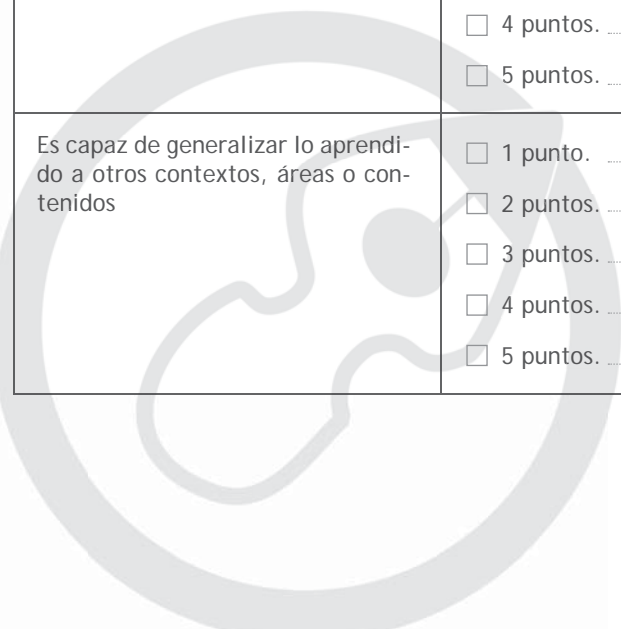 4 puntos.
5 puntos.
Es capaz de generalizar lo aprendi-
do a otros contextos, áreas o con-
tenidos
1 punto.
2 puntos.
3 puntos.
4 puntos.
5 puntos.